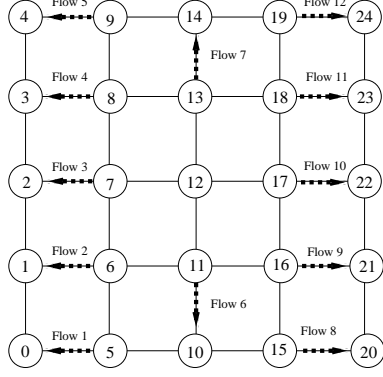 Flow 5 Flow 12
4 9 14 19 24
Flow 4 Flow 7 Flow 11
3 8 13 18 23
Flow 3 Flow 10
2 7 12 17 22
Flow 2 Flow 9
1 6 11 16 21
Flow 1 Flow 6 Flow 8
0 5 10 15 20